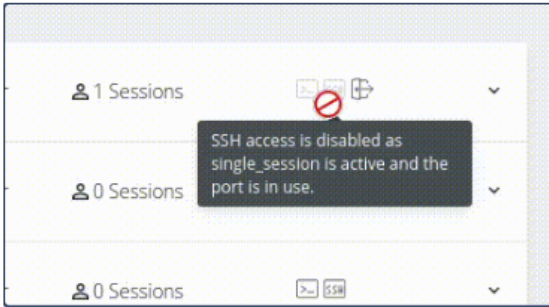 1 Sessions
SSH access is disabled as
single_session is active and the
port is in use.
0 Sessions
0 Sessions >_ SSH